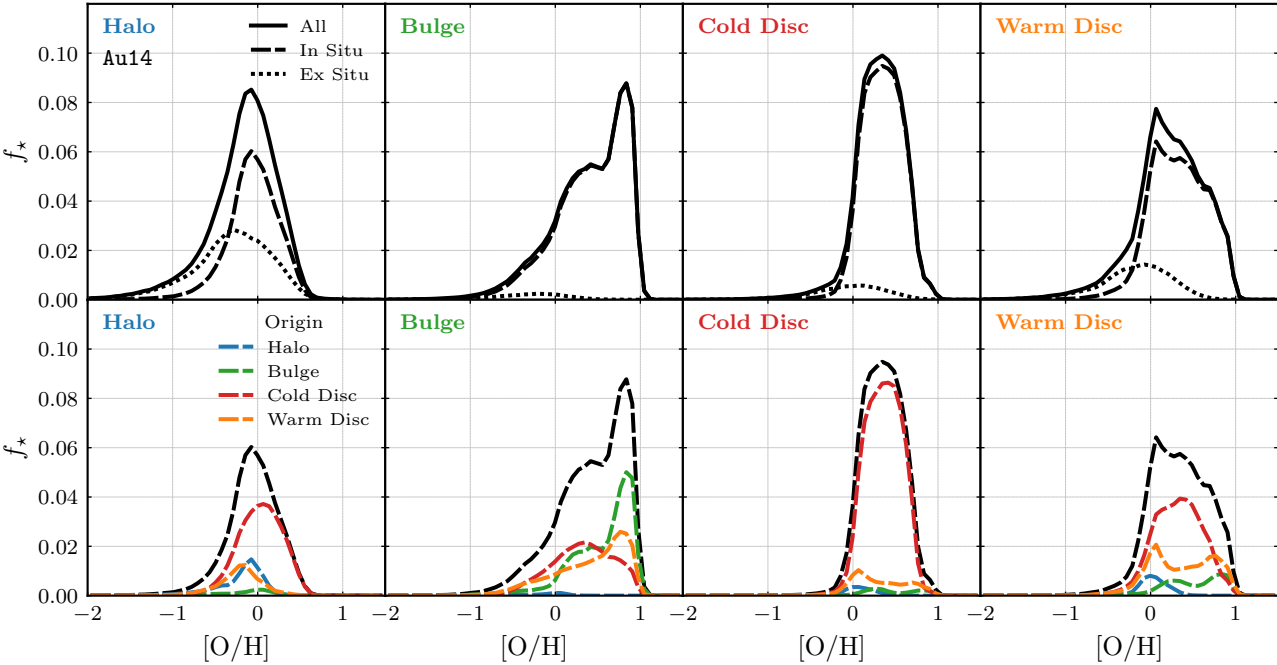 Halo
Au14
All
In Situ
Ex Situ
Bulge
Cold Disc
Warm Disc
0.10
0.08
0.06
0.04
0.02
0.00
f⋆
Halo
Origin
Halo
Bulge
Cold Disc
Warm Disc
Bulge
Cold Disc
Warm Disc
0.10
0.08
0.06
0.04
0.02
0.00
f⋆
−2 −1 0 1
−2 −1 0 1
−2 −1 0 1
−2 −1 0 1
[O/H] [O/H] [O/H] [O/H]